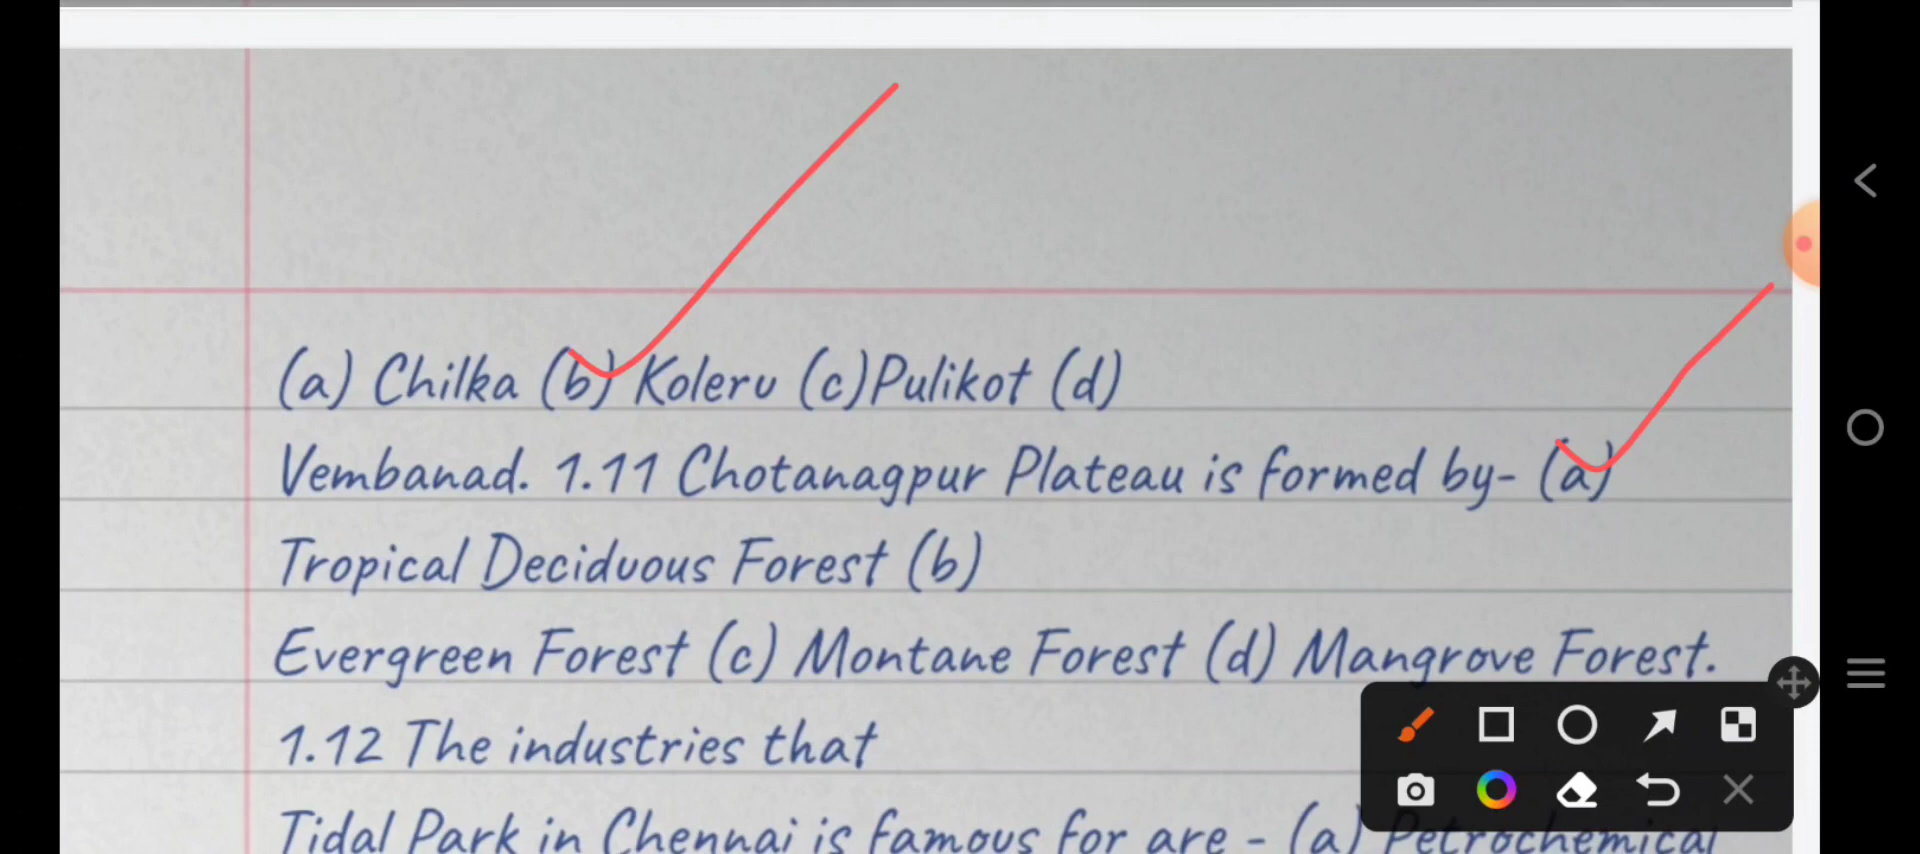 (a) Chilka (b) Koleru (c)Pulikot (d)
Vembanad. 1.11 Chotanagpur Plateau is formed by- (a)
Tropical Deciduous Forest (b)
Evergreen Forest (c) Montane Forest (d) Mangrove Forest.
1.12 The industries that
Tidal Park in Chennai is famous for are - (a) Petrochemical